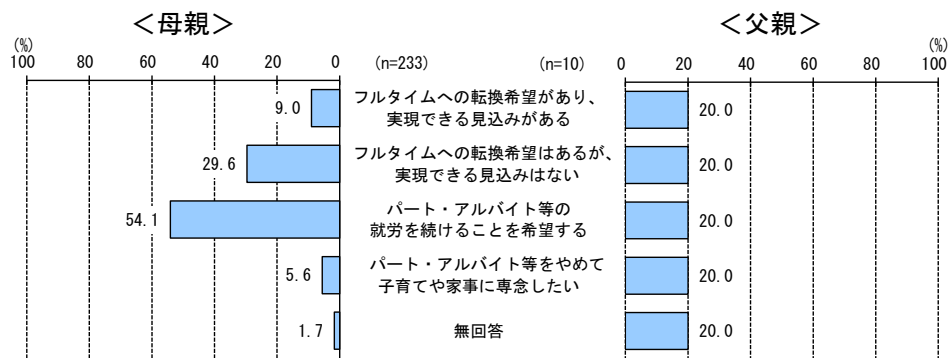 ＜母親＞ ＜父親＞
(%) (%)
100 80 60 40 20 0 (n=233) (n=10) 0 20 40 60 80 100
9.0 フルタイムへの転換希望があり、
実現できる見込みがある 20.0
29.6 フルタイムへの転換希望はあるが、
実現できる見込みはない 20.0
54.1 パート・アルバイト等の
就労を続けることを希望する 20.0
5.6 パート・アルバイト等をやめて
子育てや家事に専念したい 20.0
1.7 無回答 20.0